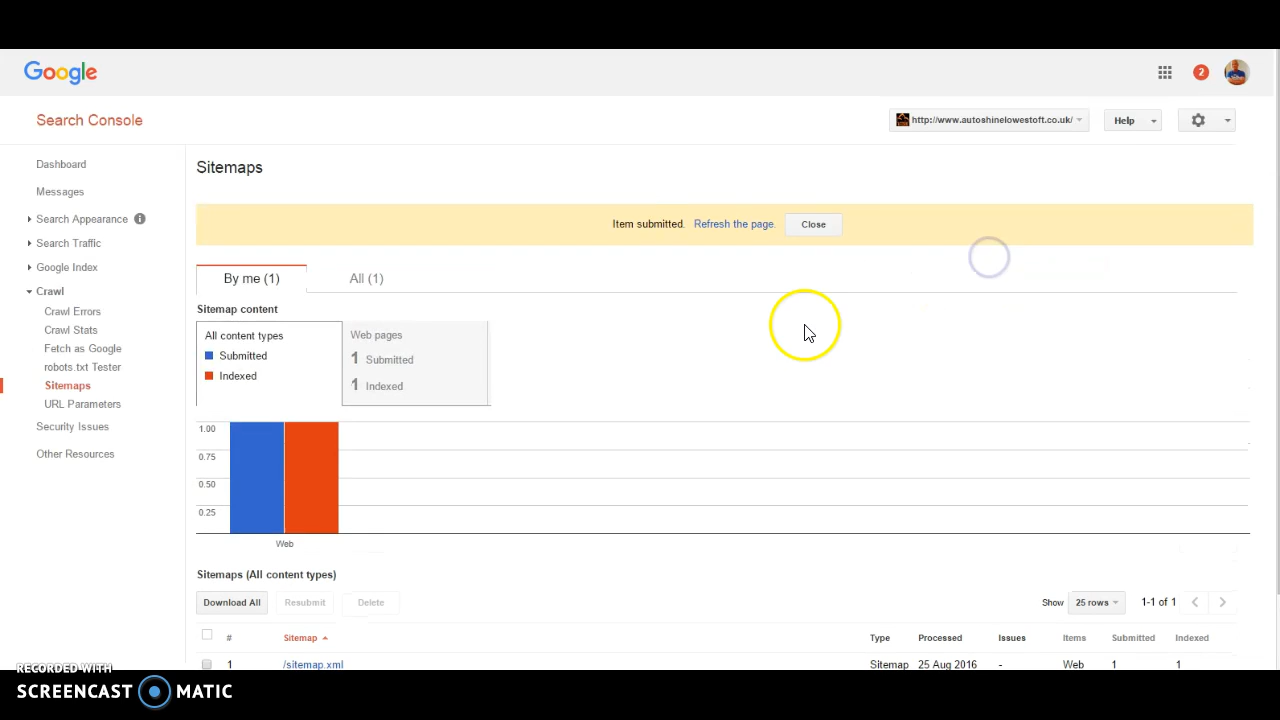 Google
2
Search Console
http://www.autoshinelowestoft.co.uk/
Help
Dashboard
Messages
Search Appearance
Search Traffic
Google Index
Crawl
Crawl Errors
Crawl Stats
Fetch as Google
robots.txt Tester
Sitemaps
URL Parameters
Security Issues
Other Resources
Sitemaps
Item submitted. Refresh the page. Close
By me (1) All (1)
Sitemap content
All content types
Submitted
Indexed
Web pages
1 Submitted
1 Indexed
1.00
0.75
0.50
0.25
Web
Sitemaps (All content types)
Download All Resubmit Delete Show 25 rows 1-1 of 1
# Sitemap Type Processed Issues Items Submitted Indexed
1 /sitemap.xml Sitemap 25 Aug 2016 - Web 1 1
RECORDED WITH
SCREENCAST MATIC